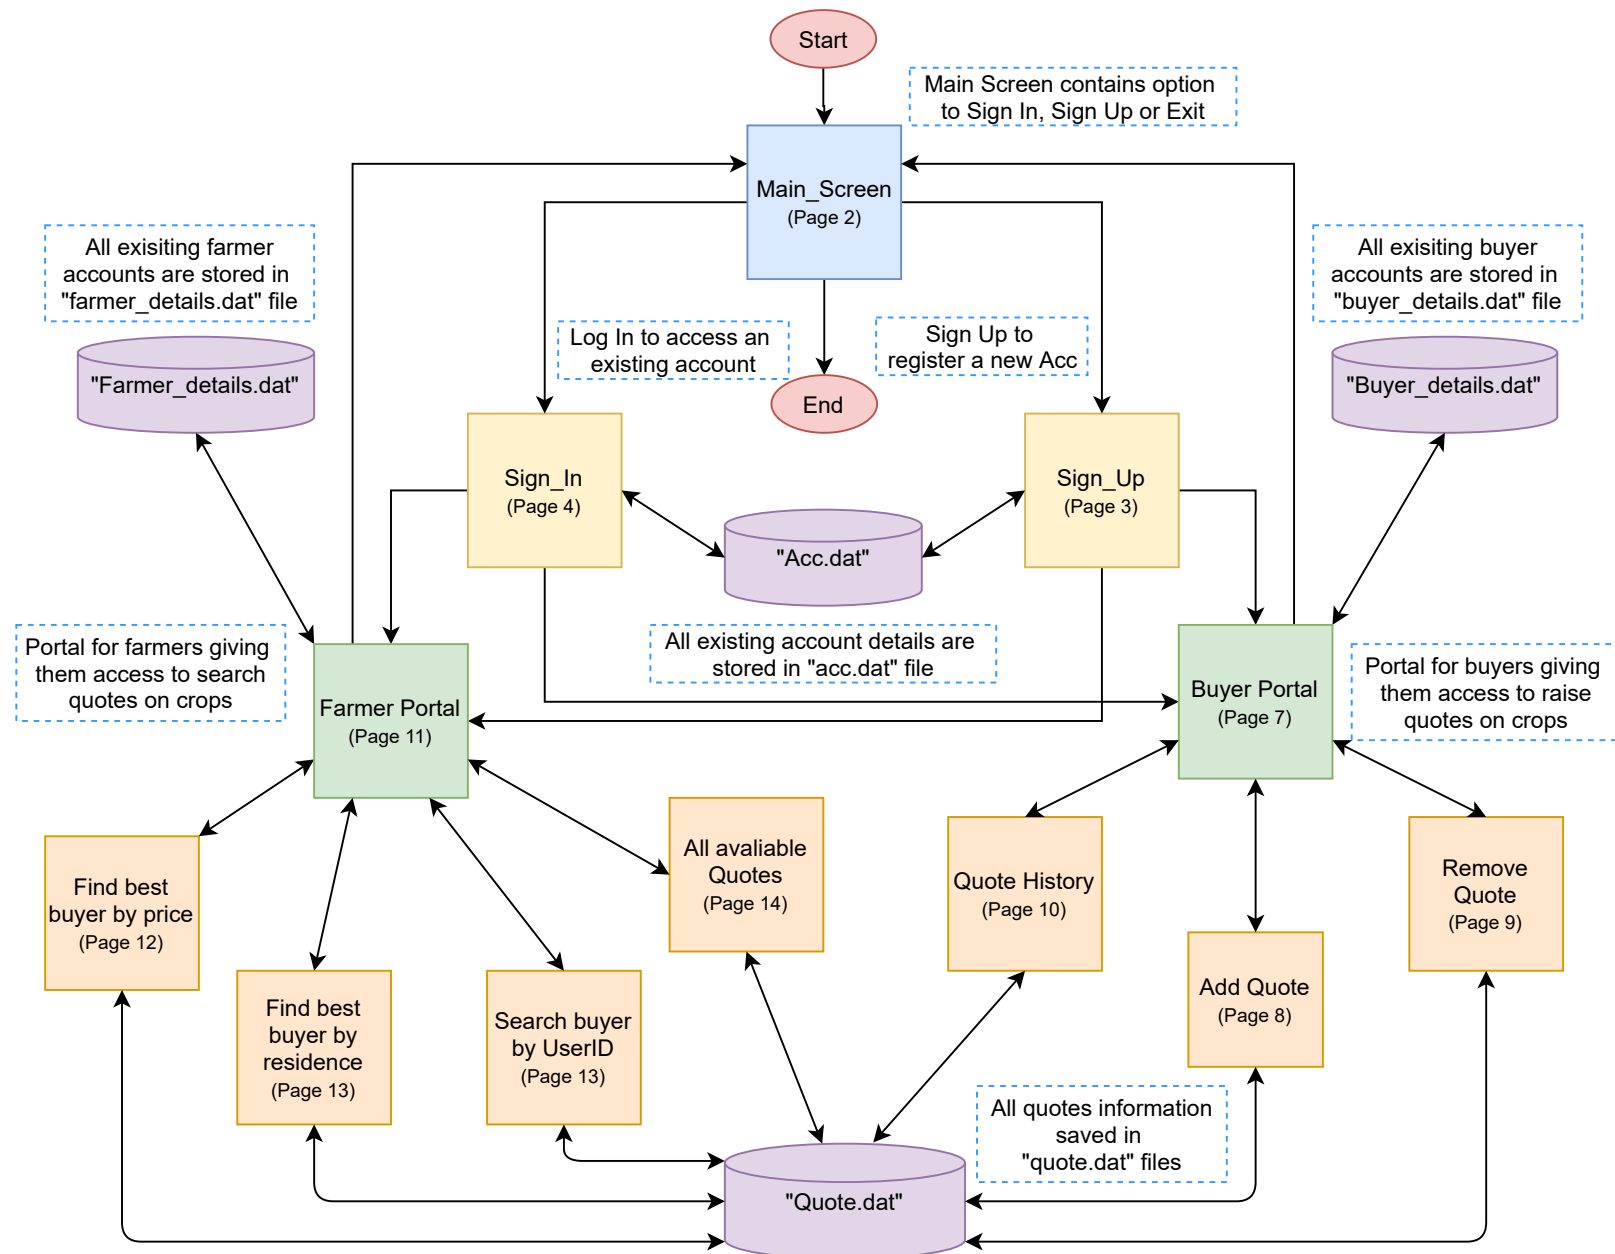 Start
Main Screen contains option
to Sign In, Sign Up or Exit
Main_Screen
(Page 2)
All exisiting farmer
accounts are stored in
"farmer_details.dat" file
All exisiting buyer
accounts are stored in
"buyer_details.dat" file
Log In to access an
existing account
Sign Up to
register a new Acc
"Farmer_details.dat"
End
"Buyer_details.dat"
Sign_In
(Page 4)
Sign_Up
(Page 3)
"Acc.dat"
All existing account details are
stored in "acc.dat" file
Portal for farmers giving
them access to search
quotes on crops
Farmer Portal
(Page 11)
Buyer Portal
(Page 7)
Portal for buyers giving
them access to raise
quotes on crops
Find best
buyer by price
(Page 12)
Find best
buyer by
residence
(Page 13)
Search buyer
by UserID
(Page 13)
All avaliable
Quotes
(Page 14)
Quote History
(Page 10)
Add Quote
(Page 8)
Remove
Quote
(Page 9)
All quotes information
saved in
"quote.dat" files
"Quote.dat"